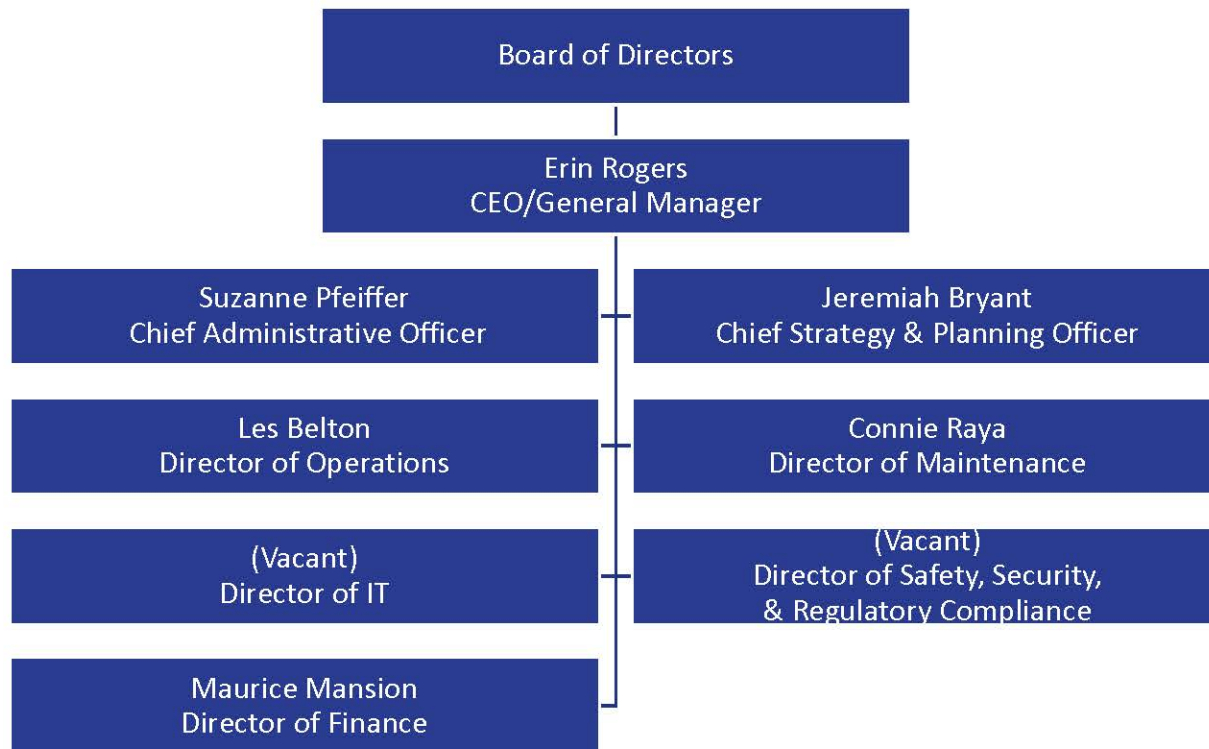 Board of Directors
Erin Rogers
CEO/General Manager
Suzanne Pfeiffer
Chief Administrative Officer
Jeremiah Bryant
Chief Strategy & Planning Officer
Les Belton
Director of Operations
Connie Raya
Director of Maintenance
(Vacant)
Director of IT
(Vacant)
Director of Safety, Security,
& Regulatory Compliance
Maurice Mansion
Director of Finance